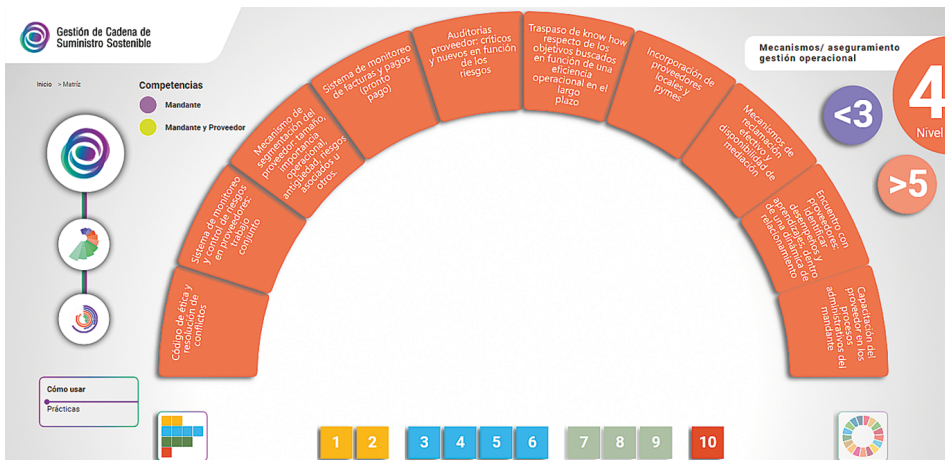 Gestión de Cadena de
Suministro Sostenible
Inicio > Matriz
Competencias
Mandante
Mandante y Proveedor
Cómo usar
Prácticas
Código de ética y
resolución de
conflictos
Sistema de monitoreo
y control de riesgos
en proveedores:
trabajo
conjunto
Mecanismo de
segmentación del
proveedor: tamaño,
importancia
operacional,
antigüedad, riesgos
asociados u
otros.
Sistema de monitoreo
de facturas y pagos
(pronto
pago)
Auditorías
proveedor: críticos
y nuevos en función
de los
riesgos
Traspaso de know how
respecto de los
objetivos buscados
en función de una
eficiencia
operacional en el
largo
plazo
Incorporación de
proveedores
locales y
pymes
Mecanismos de
reclamación
efectivo y
disponibilidad de
mediación
Encuentro con
proveedores:
identificar
desempeños y
aprendizajes, dentro
de una dinámica de
relacionamiento
Capacitación del
proveedor en los
procesos
administrativos del
mandante
Mecanismos/ aseguramiento
gestión operacional
<3
4
Nivel
>5
1 2 3 4 5 6 7 8 9 10